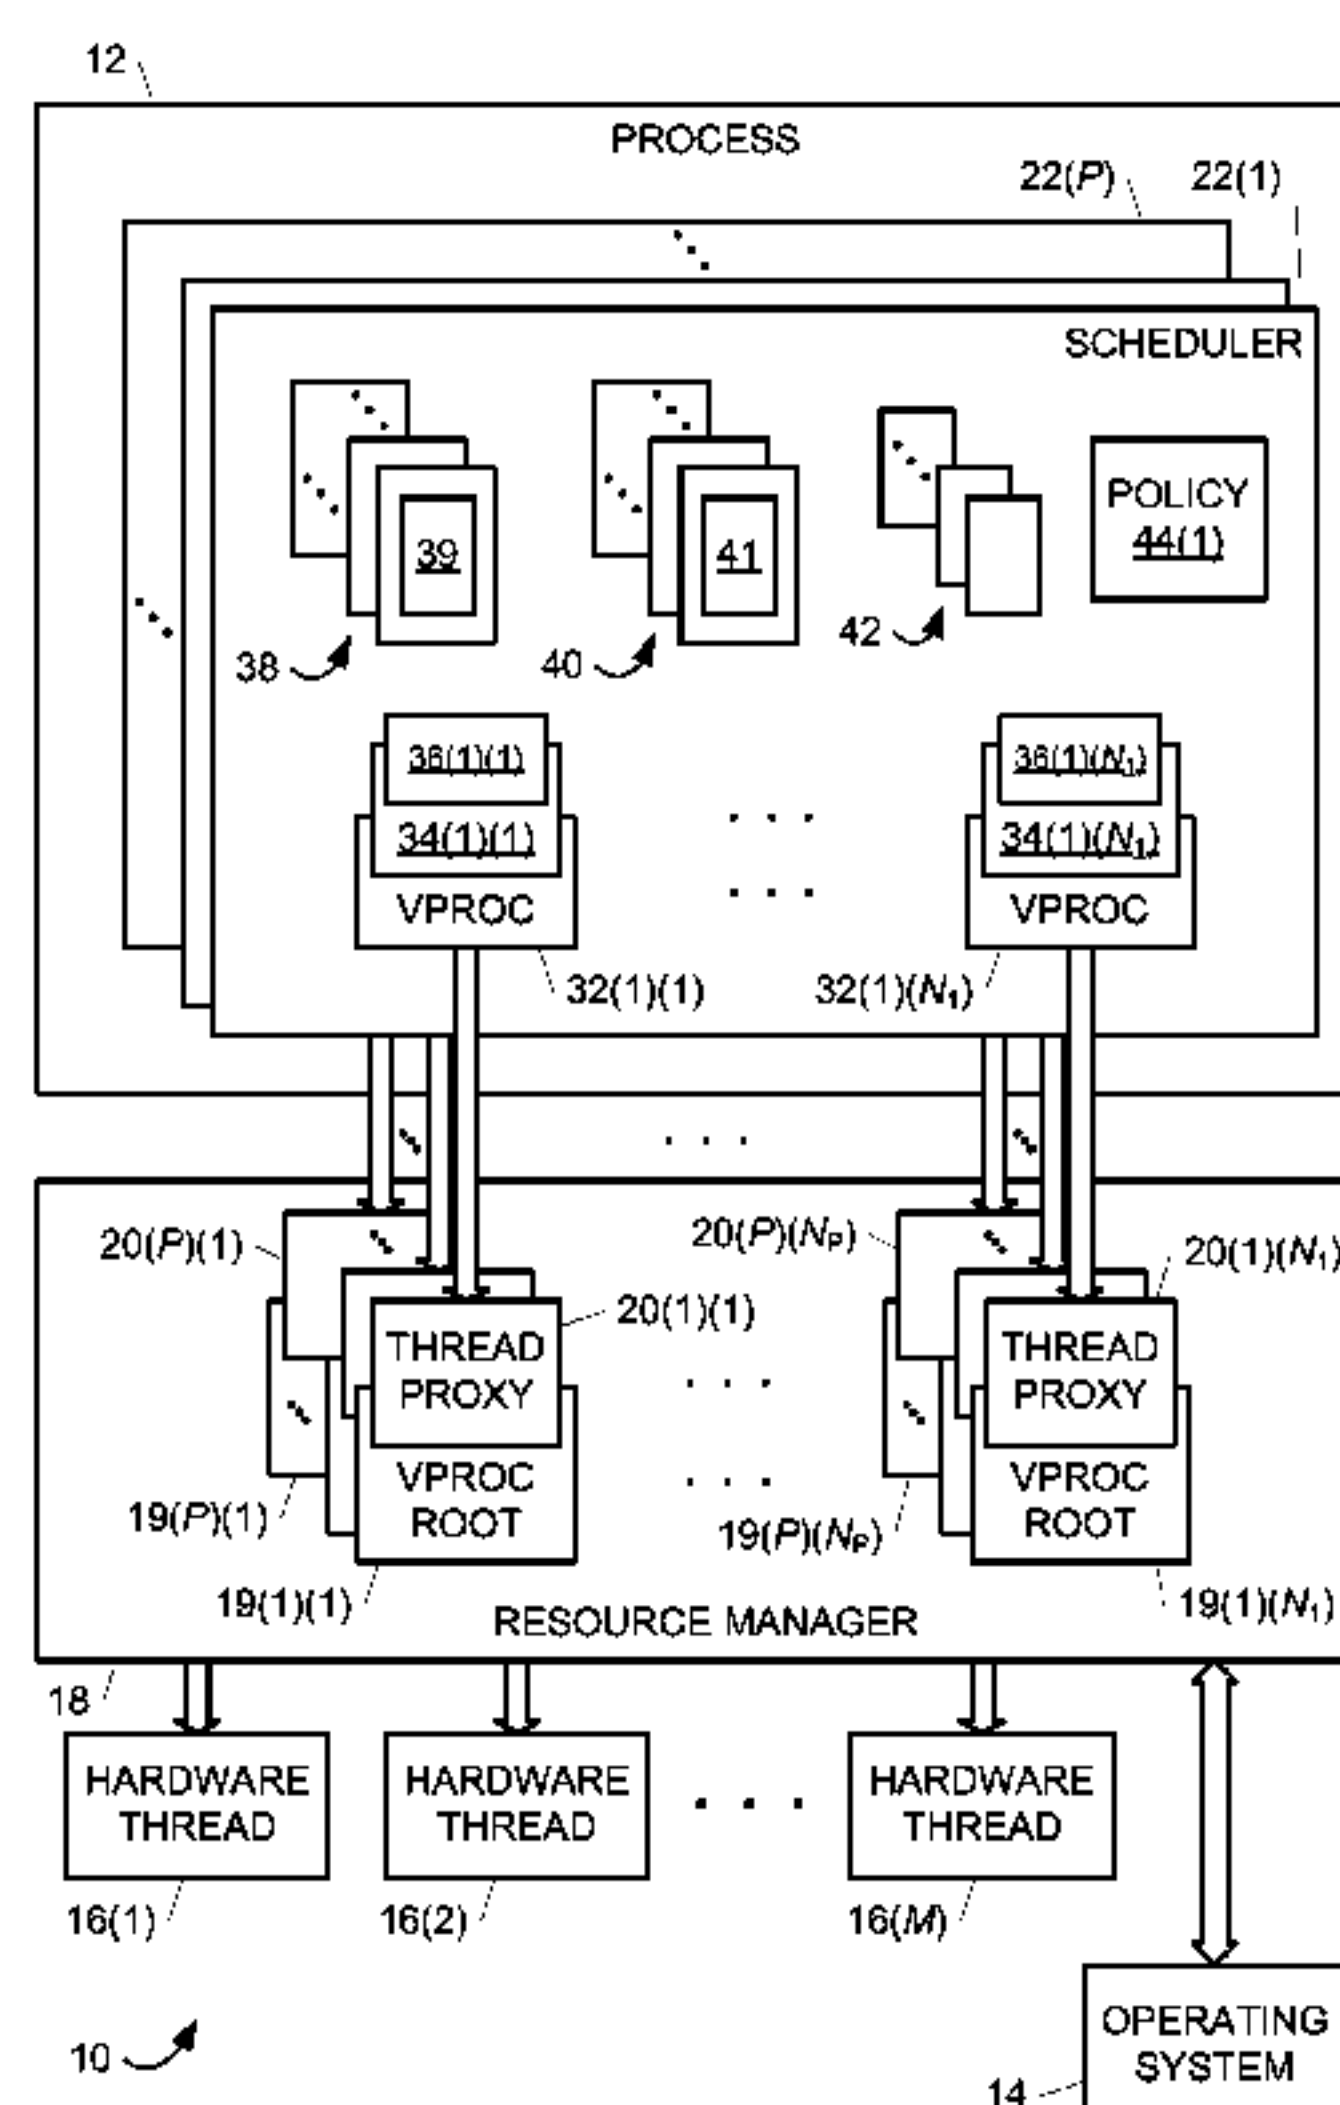 12
PROCESS
22(P) 22(1)
SCHEDULER
POLICY
44(1)
39
41
38
40
42
36(1)(1)
36(1)(N1)
34(1)(1)
34(1)(N1)
VPROC
VPROC
32(1)(1)
32(1)(N1)
20(P)(1)
20(P)(NP)
20(1)(N1)
20(1)(1)
THREAD
PROXY
THREAD
PROXY
VPROC
ROOT
VPROC
ROOT
19(P)(1)
19(P)(NP)
19(1)(1)
19(1)(N1)
RESOURCE MANAGER
18
HARDWARE
THREAD
HARDWARE
THREAD
HARDWARE
THREAD
16(1)
16(2)
16(M)
OPERATING
SYSTEM
10
14